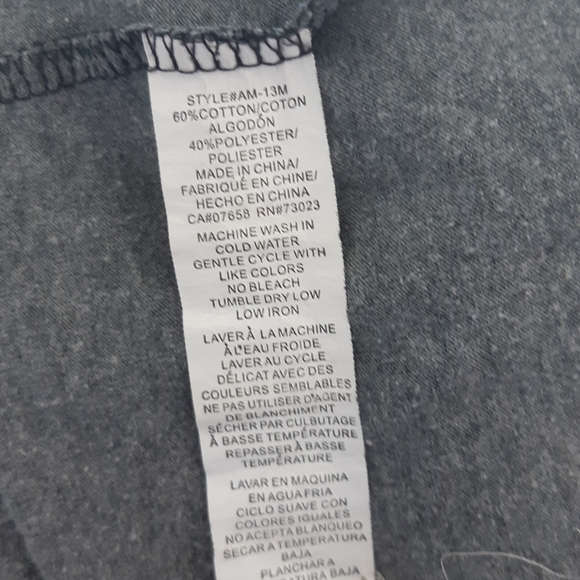 STYLE#AM-13M
60%COTTON/COTON
ALGODÓN
40%POLYESTER/
POLIESTER
MADE IN CHINA/
FABRIQUÉ EN CHINE/
HECHO EN CHINA
CA#07658 RN#73023
MACHINE WASH IN
COLD WATER
GENTLE CYCLE WITH
LIKE COLORS
NO BLEACH
TUMBLE DRY LOW
LOW IRON
LAVER À LA MACHINE
À L'EAU FROIDE
LAVER AU CYCLE
DÉLICAT AVEC DES
COULEURS SEMBLABLES
NE PAS UTILISER D'AGENT
DE BLANCHIMENT
SÉCHER PAR CULBUTAGE
À BASSE TEMPÉRATURE
REPASSER À BASSE
TEMPÉRATURE
LAVAR EN MAQUINA
EN AGUA FRIA
CICLO SUAVE CON
COLORES IGUALES
NO ACEPTA BLANQUEO
SECAR A TEMPERATURA
BAJA
PLANCHAR A
BAJA